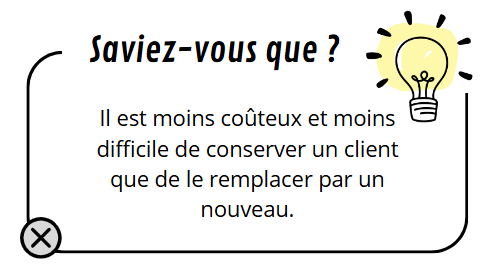 Saviez-vous que ?
Il est moins coûteux et moins
difficile de conserver un client
que de le remplacer par un
nouveau.